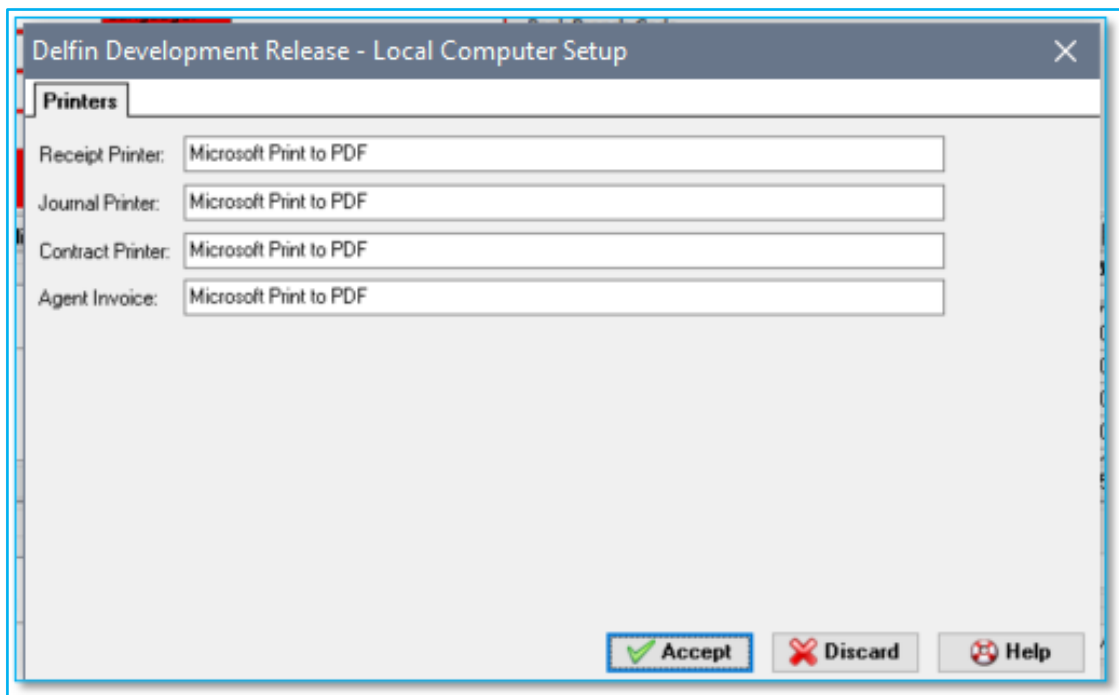 Delfin Development Release - Local Computer Setup
Printers
Receipt Printer: Microsoft Print to PDF
Journal Printer: Microsoft Print to PDF
Contract Printer: Microsoft Print to PDF
Agent Invoice: Microsoft Print to PDF
Accept Discard Help